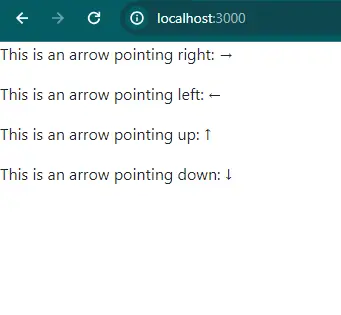 localhost:3000
This is an arrow pointing right: →
This is an arrow pointing left: ←
This is an arrow pointing up: ↑
This is an arrow pointing down: ↓